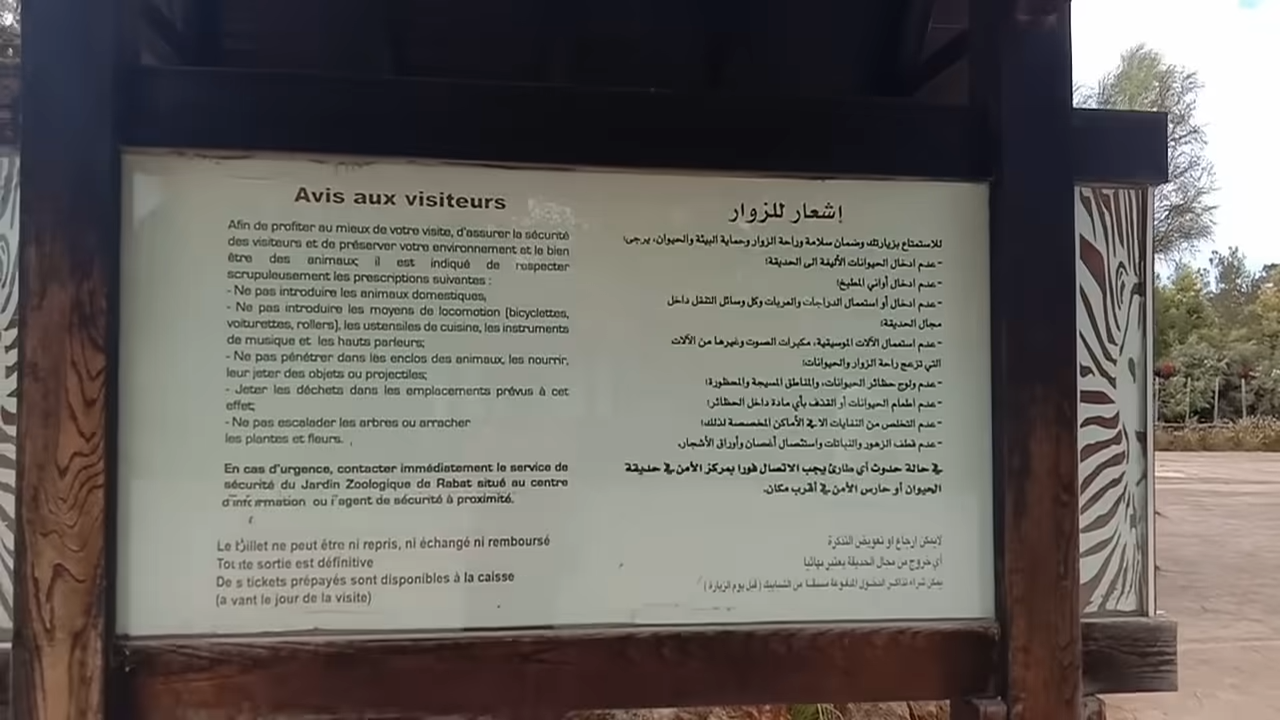 Avis aux visiteurs
Afin de profiter au mieux de votre visite, d'assurer la sécurité
des visiteurs et de préserver votre environnement et le bien
être des animaux, il est indiqué de respecter
scrupuleusement les prescriptions suivantes :
- Ne pas introduire les animaux domestiques,
- Ne pas introduire les moyens de locomotion (bicyclettes,
voiturettes, rollers), les ustensiles de cuisine, les instruments
de musique et les hauts parleurs;
- Ne pas pénétrer dans les enclos des animaux, les nourrir,
leur jeter des objets ou projectiles;
- Jeter les déchets dans les emplacements prévus à cet
effet;
- Ne pas escalader les arbres ou arracher
les plantes et fleurs.
En cas d'urgence, contacter immédiatement le service de
sécurité du Jardin Zoologique de Rabat situé au centre
d'information ou l'agent de sécurité à proximité.
Le billet ne peut être ni repris, ni échangé ni remboursé
Toute sortie est définitive
Des tickets prépayés sont disponibles à la caisse
(avant le jour de la visite)
إشعار للزوار
للإستمتاع بزيارتك وضمان سلامة وراحة الزوار وحماية البيئة والحيوان، يرجى:
-عدم ادخال الحيوانات الأليفة الى الحديقة؛
-عدم ادخال أواني المطبخ؛
-عدم ادخال أو استعمال الدراجات والعربات وكل وسائل التنقل داخل
مجال الحديقة؛
-عدم استعمال الآلات الموسيقية، مكبرات الصوت وغيرها من الآلات
التي تزعج راحة الزوار والحيوانات؛
-عدم ولوج حظائر الحيوانات، والمناطق المسيجة والمحظورة؛
-عدم اطعام الحيوانات أو القذف بأي مادة داخل الحظائر؛
-عدم التخلص من النفايات الا في الأماكن المخصصة لذلك؛
-عدم قطف الزهور والنباتات واستئصال أغصان وأوراق الأشجار.
في حالة حدوث أي طارئ يجب الاتصال فورا بمركز الأمن في حديقة
الحيوان أو حارس الأمن في أقرب مكان.
لايمكن إرجاع او تعويض التذكرة
أي خروج من مجال الحديقة يعتبر نهائيا
يمكن شراء تذاكر الدخول المدفوعة مسبقا من الشبابيك (قبل يوم الزيارة)